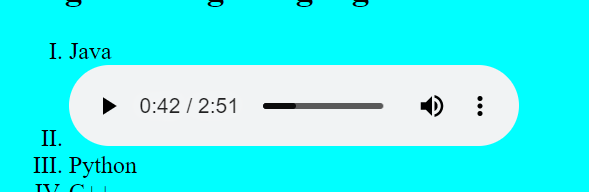 I. Java
0:42 / 2:51
II.
III. Python